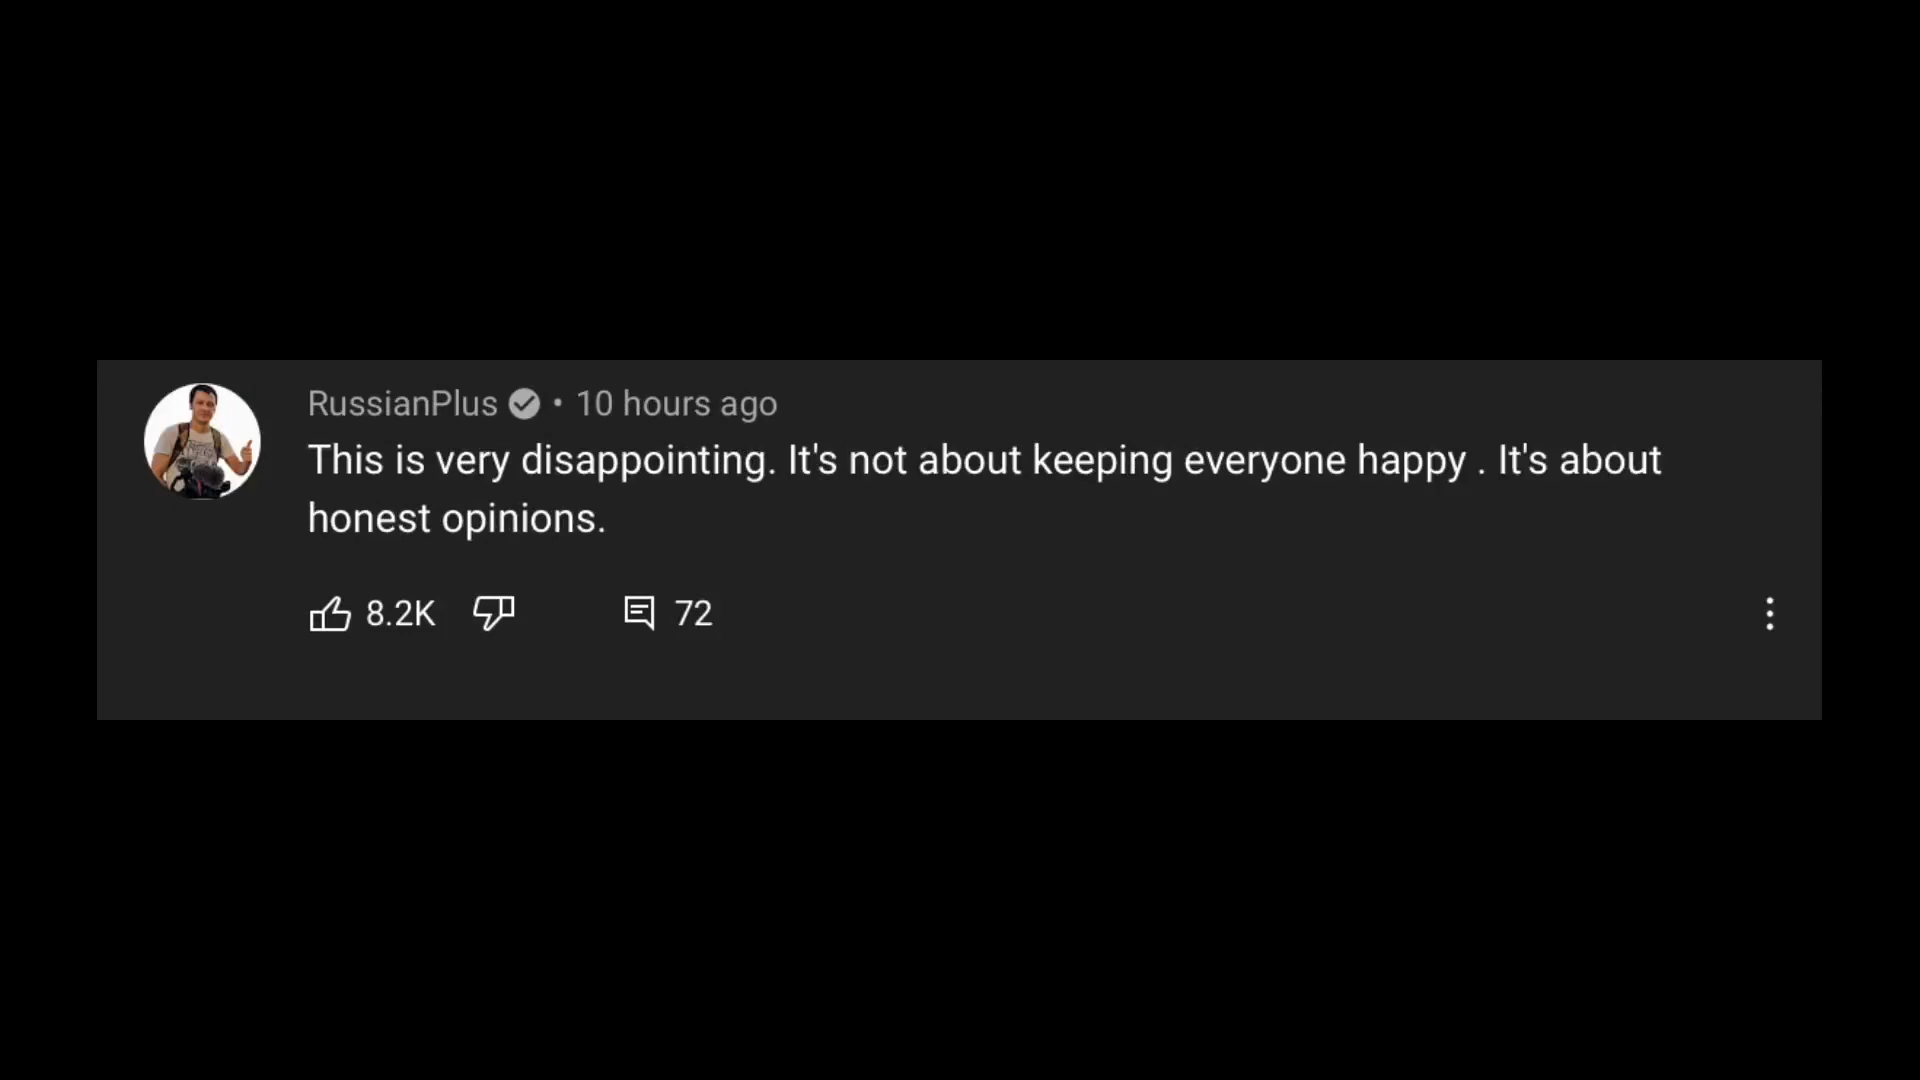 RussianPlus • 10 hours ago
This is very disappointing. It's not about keeping everyone happy . It's about
honest opinions.
8.2K 72